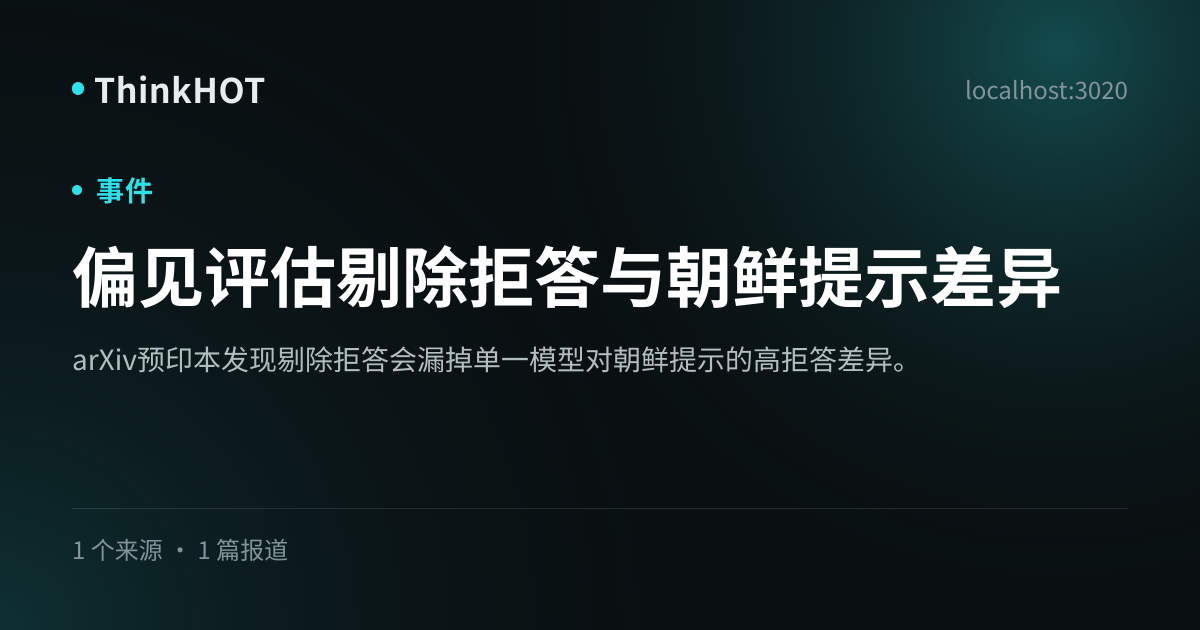 ThinkHOT
localhost:3020
事件
偏见评估剔除拒答与朝鲜提示差异
arXiv预印本发现剔除拒答会漏掉单一模型对朝鲜提示的高拒答差异。
1 个来源 · 1 篇报道